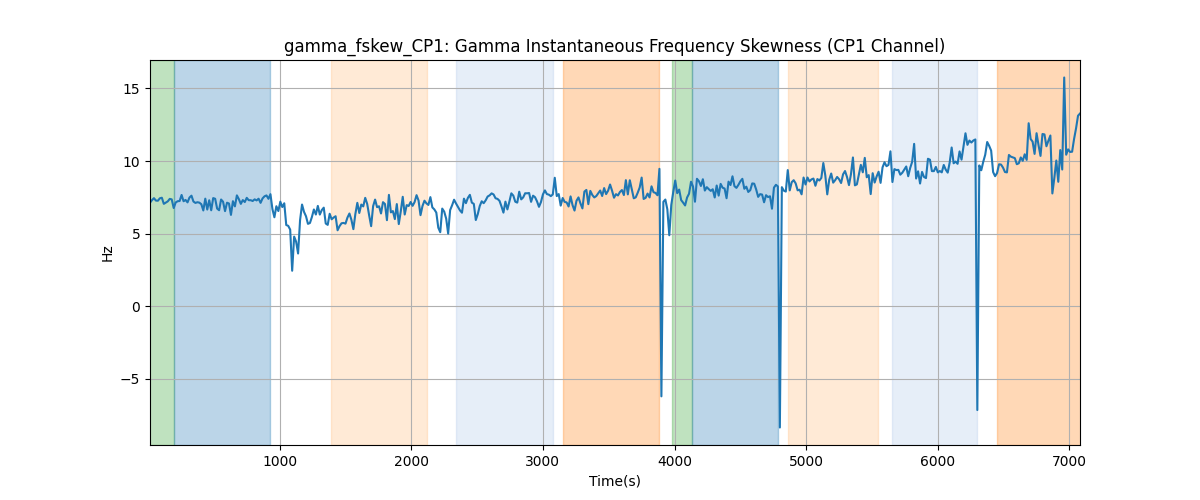 gamma_fskew_CP1: Gamma Instantaneous Frequency Skewness (CP1 Channel)
15
10
5
0
−5
Hz
1000 2000 3000 4000 5000 6000 7000
Time(s)